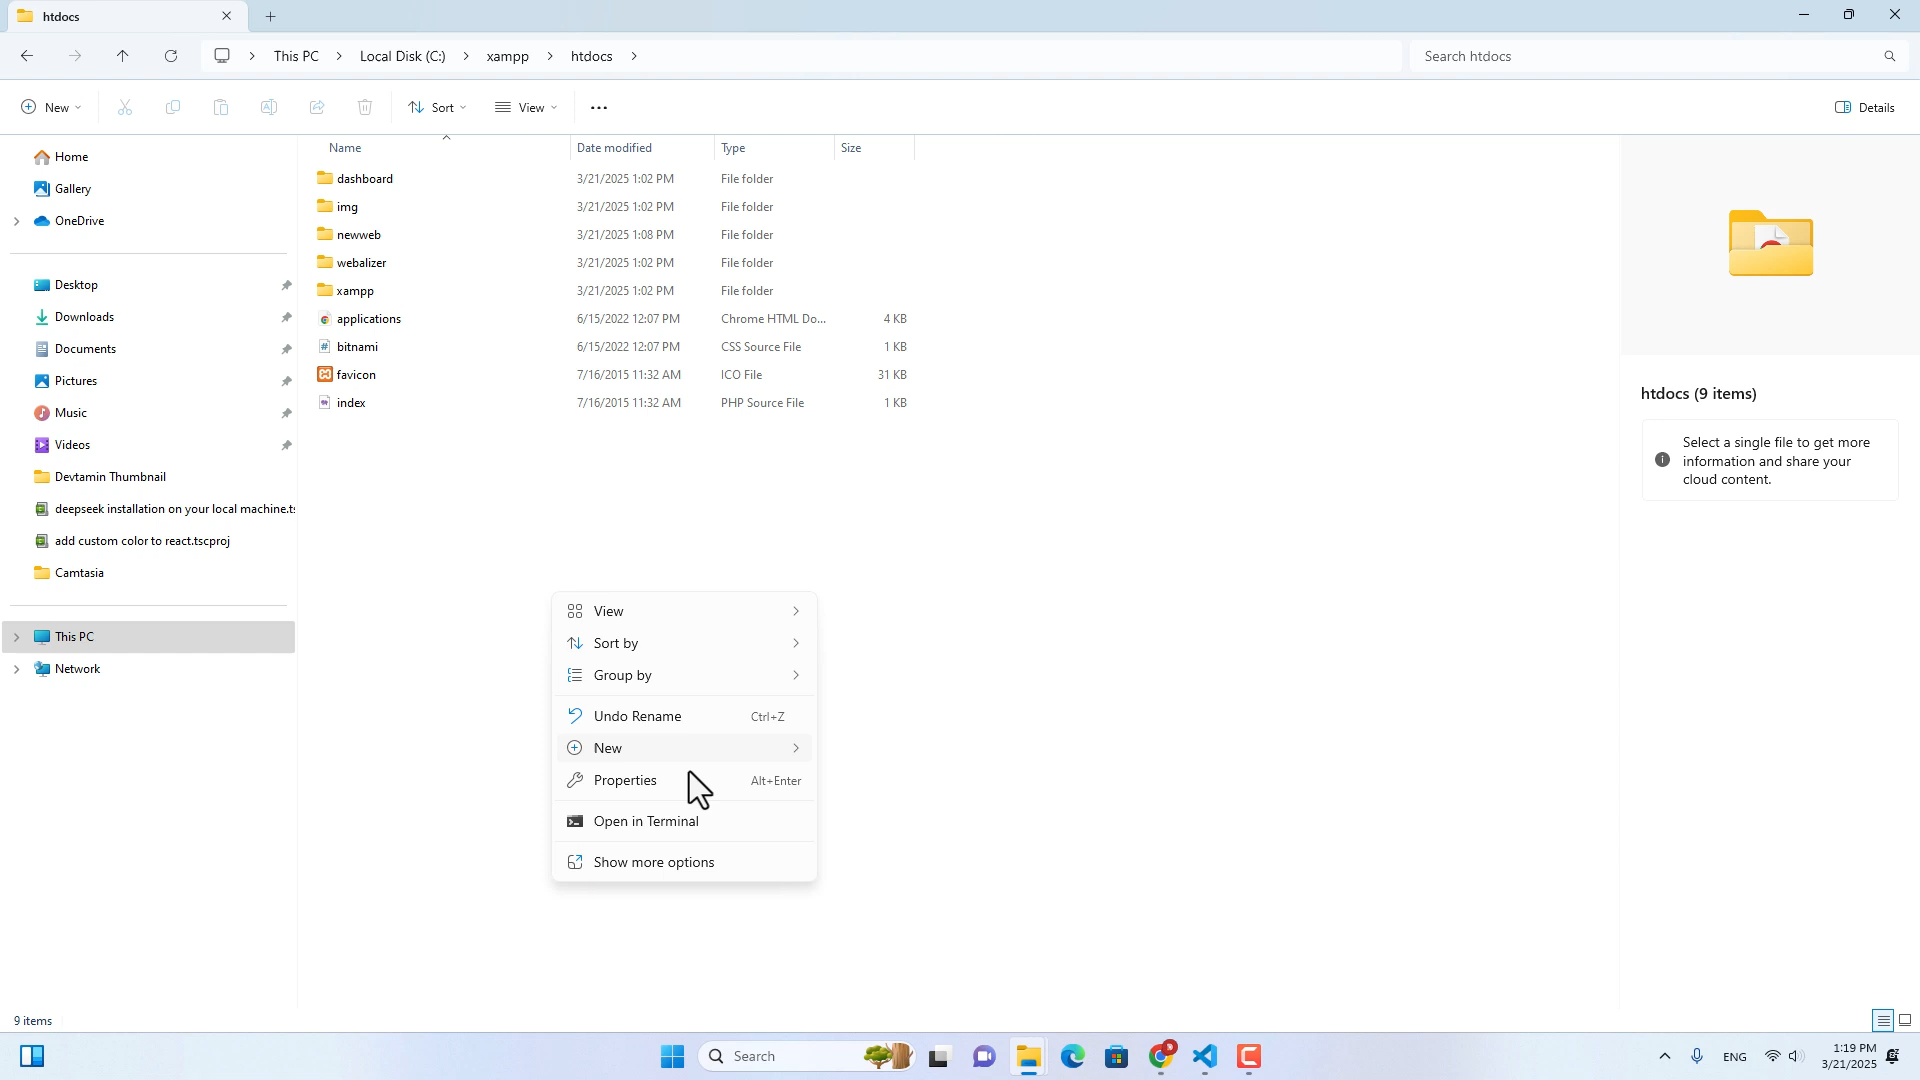 htdocs
This PC
Local Disk (C:)
xampp
htdocs
Search htdocs
New
Sort
View
Details
Home
Gallery
OneDrive
Desktop
Downloads
Documents
Pictures
Music
Videos
Devtamin Thumbnail
deepseek installation on your local machine.ts
add custom color to react.tscproj
Camtasia
This PC
Network
Name Date modified Type Size
dashboard 3/21/2025 1:02 PM File folder
img 3/21/2025 1:02 PM File folder
newweb 3/21/2025 1:08 PM File folder
webalizer 3/21/2025 1:02 PM File folder
xampp 3/21/2025 1:02 PM File folder
applications 6/15/2022 12:07 PM Chrome HTML Do... 4 KB
bitnami 6/15/2022 12:07 PM CSS Source File 1 KB
favicon 7/16/2015 11:32 AM ICO File 31 KB
index 7/16/2015 11:32 AM PHP Source File 1 KB
View
Sort by
Group by
Undo Rename Ctrl+Z
New
Properties Alt+Enter
Open in Terminal
Show more options
htdocs (9 items)
Select a single file to get more
information and share your
cloud content.
9 items
Search
ENG
1:19 PM
3/21/2025